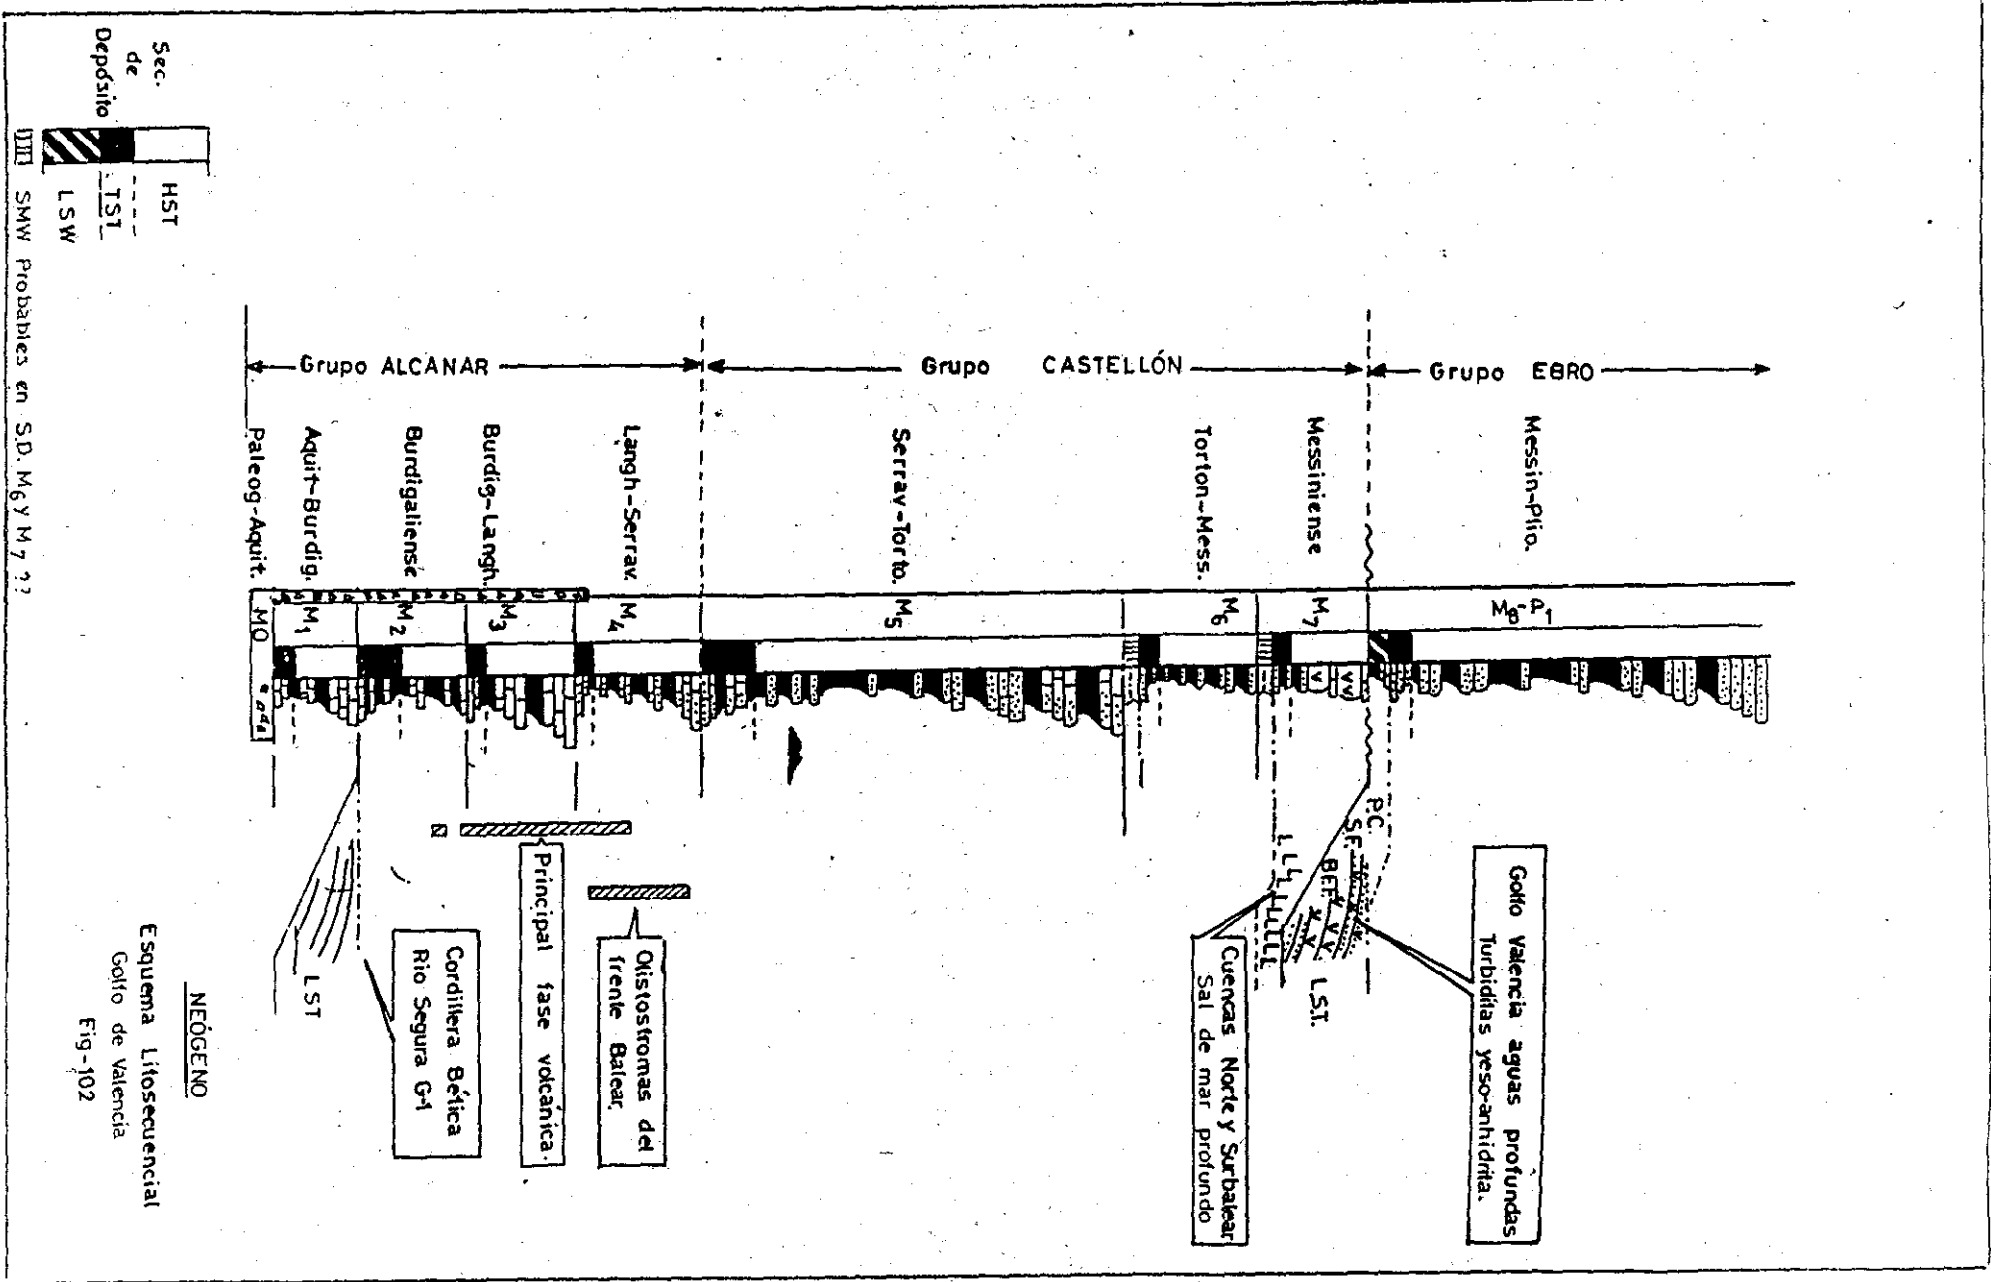 Sec.
de
Depósito
HST
TST
LSW
SMW Probables en S.D. M6 y M7 ??
Grupo ALCANAR
Grupo CASTELLÓN
Grupo EBRO
Paleog-Aquit.
Aquit-Burdig.
Burdigaliense
Burdig-Langh.
Langh-Serrav.
Serrav-Torto.
Torton-Mess.
Messiniense
Messin-Plio.
M0
M1
M2
M3
M4
M5
M6
M7
M8-P1
P.C.
S.F.
B.F.F.
L.S.T.
LST
Golfo Valencia aguas profundas
Turbiditas yeso-anhidrita.
Cuencas Norte y Surbalear
Sal de mar profundo
Olistostromas del
frente Balear.
Principal fase volcánica.
Cordillera Bética
Rio Segura G-1
NEÓGENO
Esquema Litosecuencial
Golfo de Valencia
Fig-102